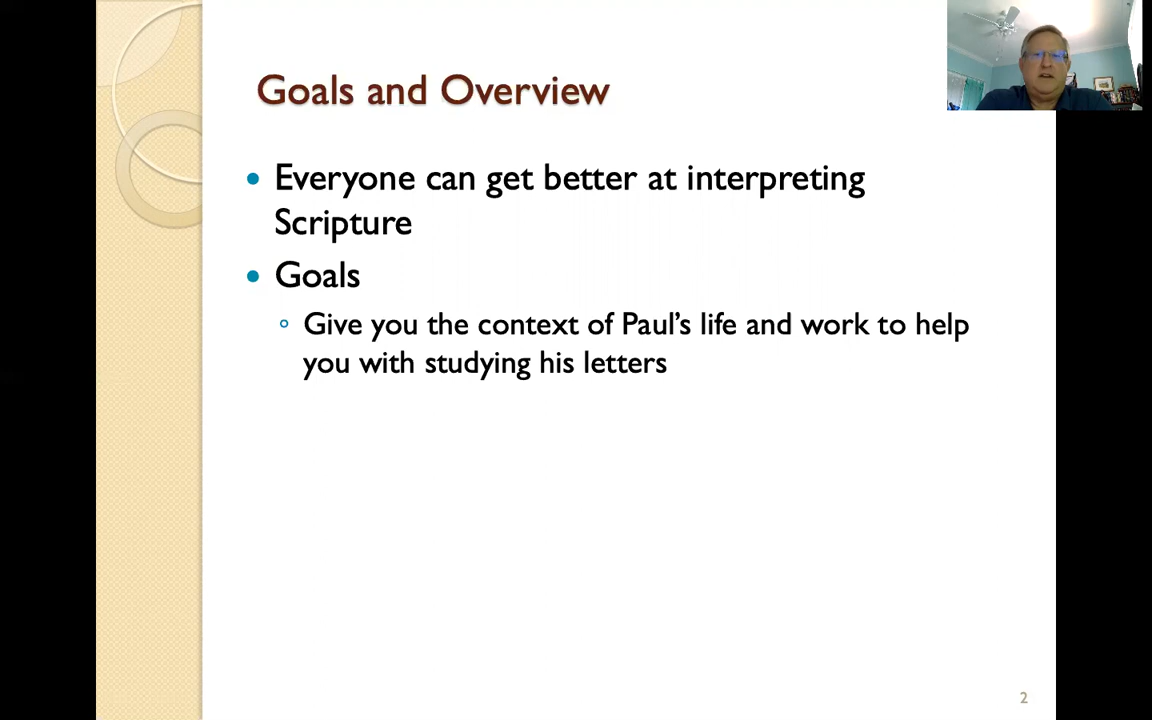 Goals and Overview
• Everyone can get better at interpreting
Scripture
• Goals
◦ Give you the context of Paul’s life and work to help
you with studying his letters
2